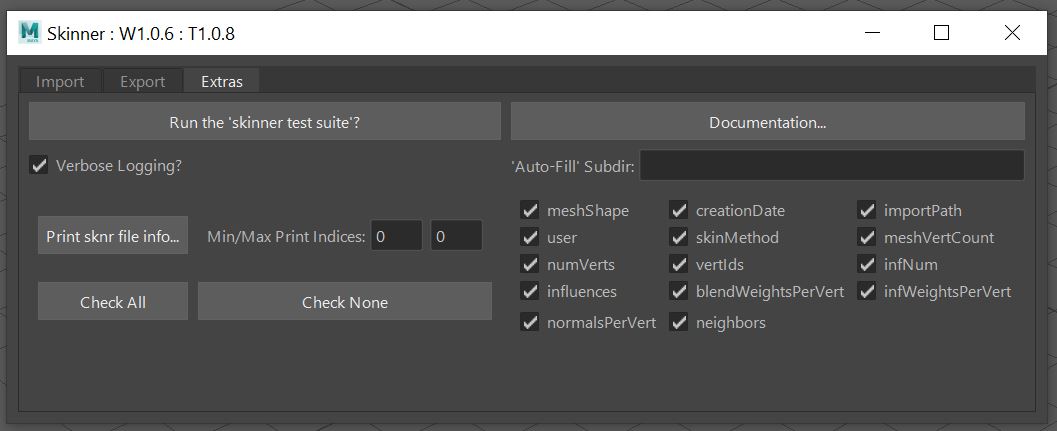 Skinner : W1.0.6 : T1.0.8
Import Export Extras
Run the 'skinner test suite'? Documentation...
Verbose Logging? 'Auto-Fill' Subdir:
meshShape creationDate importPath
Print sknr file info... Min/Max Print Indices: 0 0
user skinMethod meshVertCount
numVerts vertIds infNum
Check All Check None
influences blendWeightsPerVert infWeightsPerVert
normalsPerVert neighbors